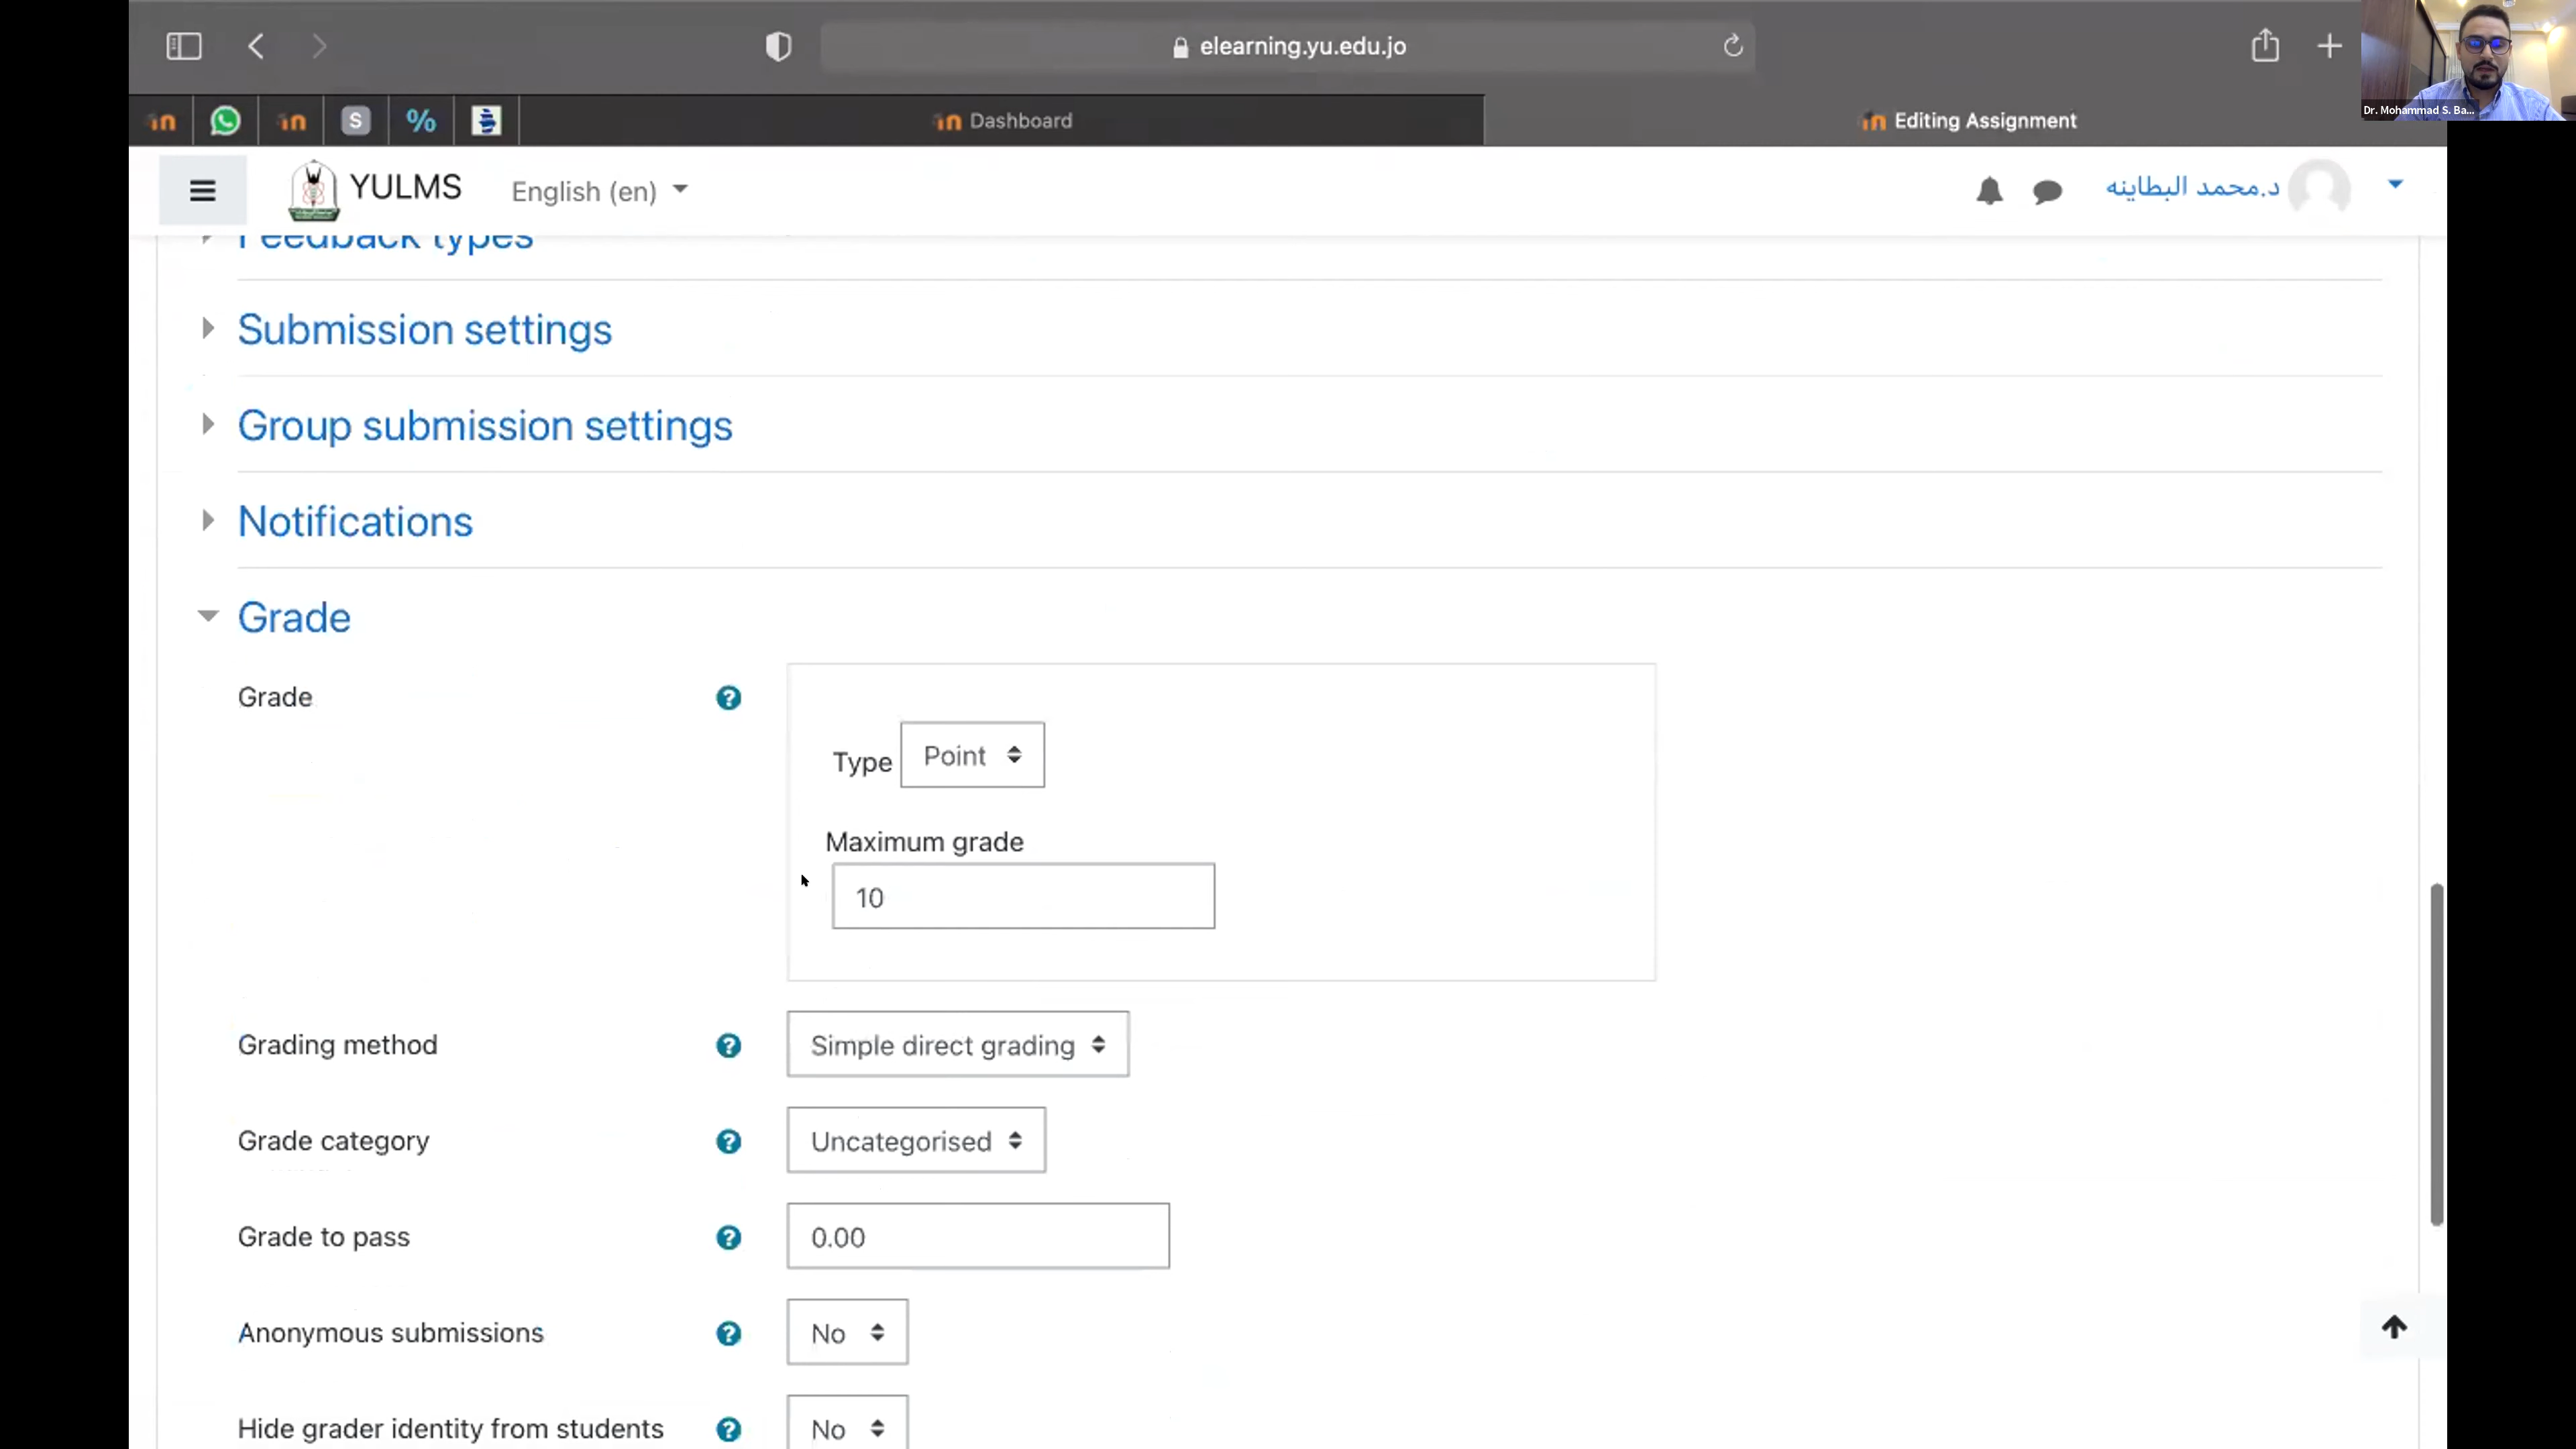 elearning.yu.edu.jo
Dr. Mohammad S. Ba...
S
%
Dashboard
Editing Assignment
YULMS
English (en)
د.محمد البطاينه
Feedback types
Submission settings
Group submission settings
Notifications
Grade
Grade
Type Point
Maximum grade
10
Grading method Simple direct grading
Grade category Uncategorised
Grade to pass 0.00
Anonymous submissions No
Hide grader identity from students No